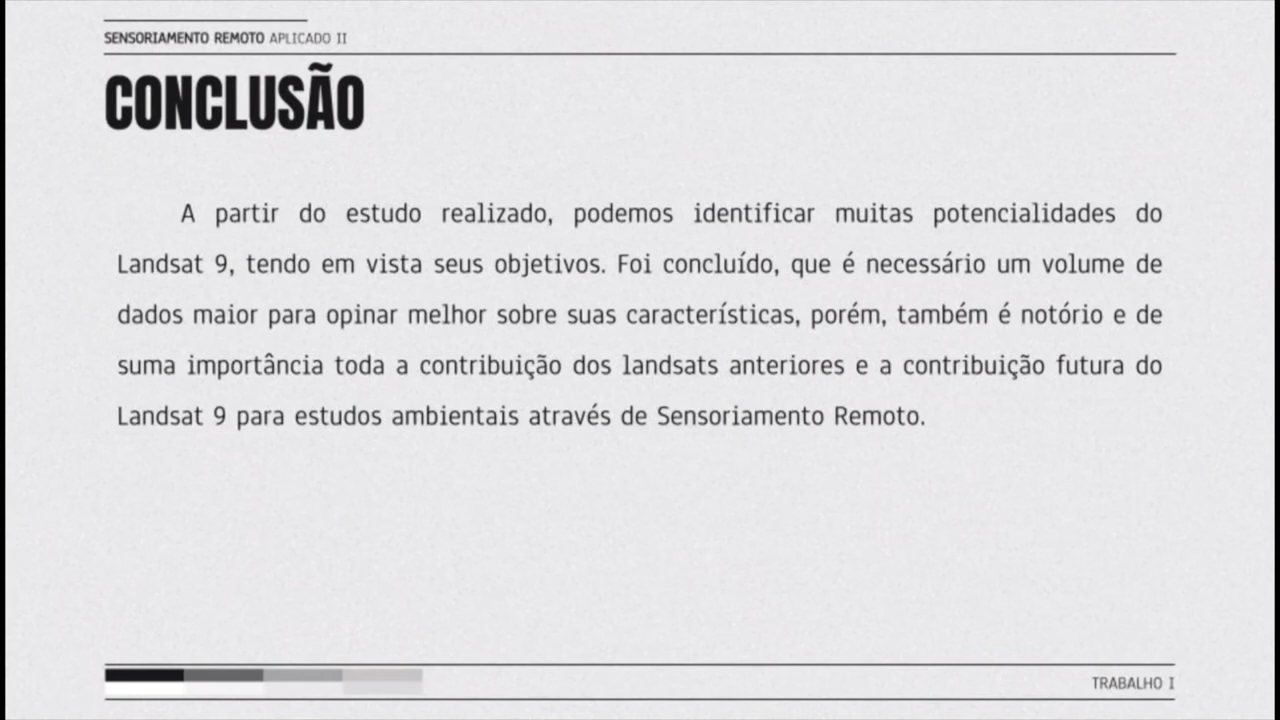 SENSORIAMENTO REMOTO APLICADO II
CONCLUSÃO
A partir do estudo realizado, podemos identificar muitas potencialidades do
Landsat 9, tendo em vista seus objetivos. Foi concluído, que é necessário um volume de
dados maior para opinar melhor sobre suas características, porém, também é notório e de
suma importância toda a contribuição dos landsats anteriores e a contribuição futura do
Landsat 9 para estudos ambientais através de Sensoriamento Remoto.
TRABALHO I